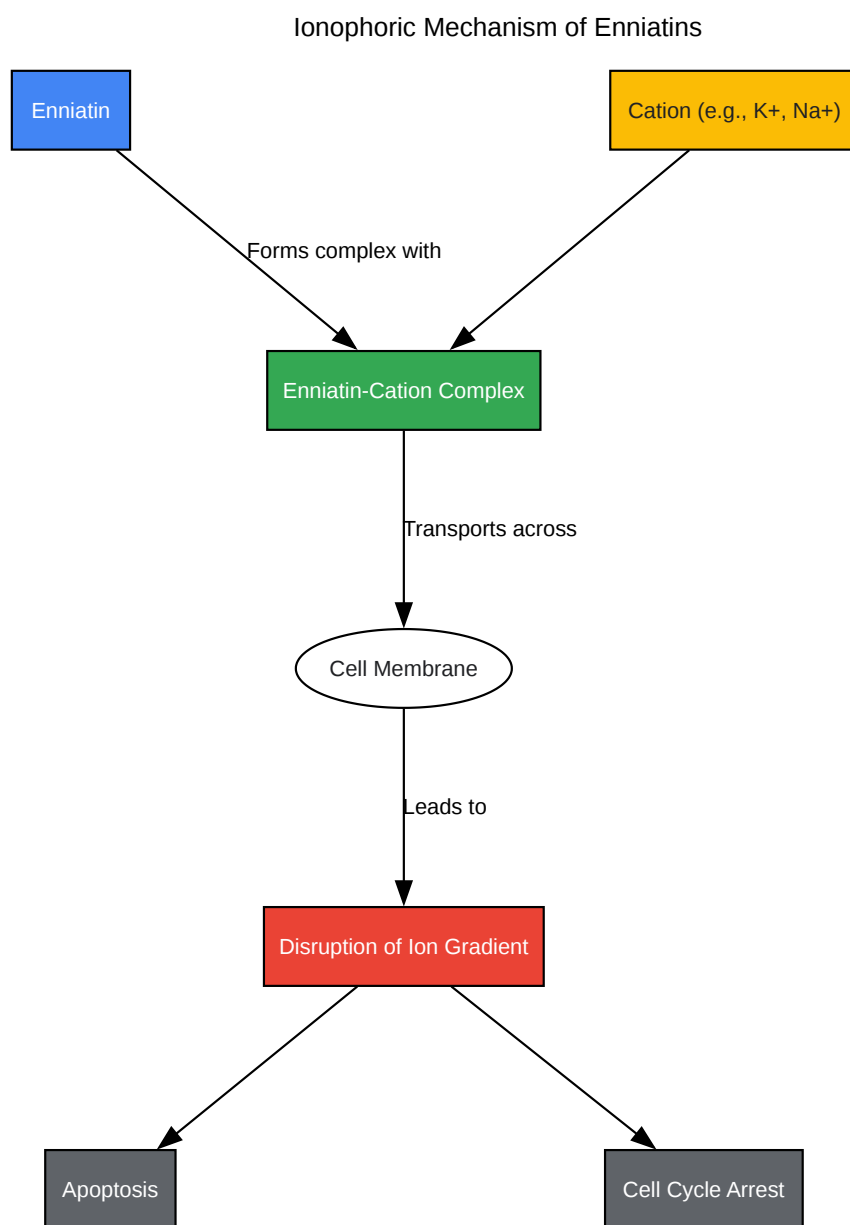 Ionophoric Mechanism of Enniatins
Enniatin
Cation (e.g., K+, Na+)
Forms complex with
Enniatin-Cation Complex
Transports across
Cell Membrane
Leads to
Disruption of Ion Gradient
Apoptosis
Cell Cycle Arrest